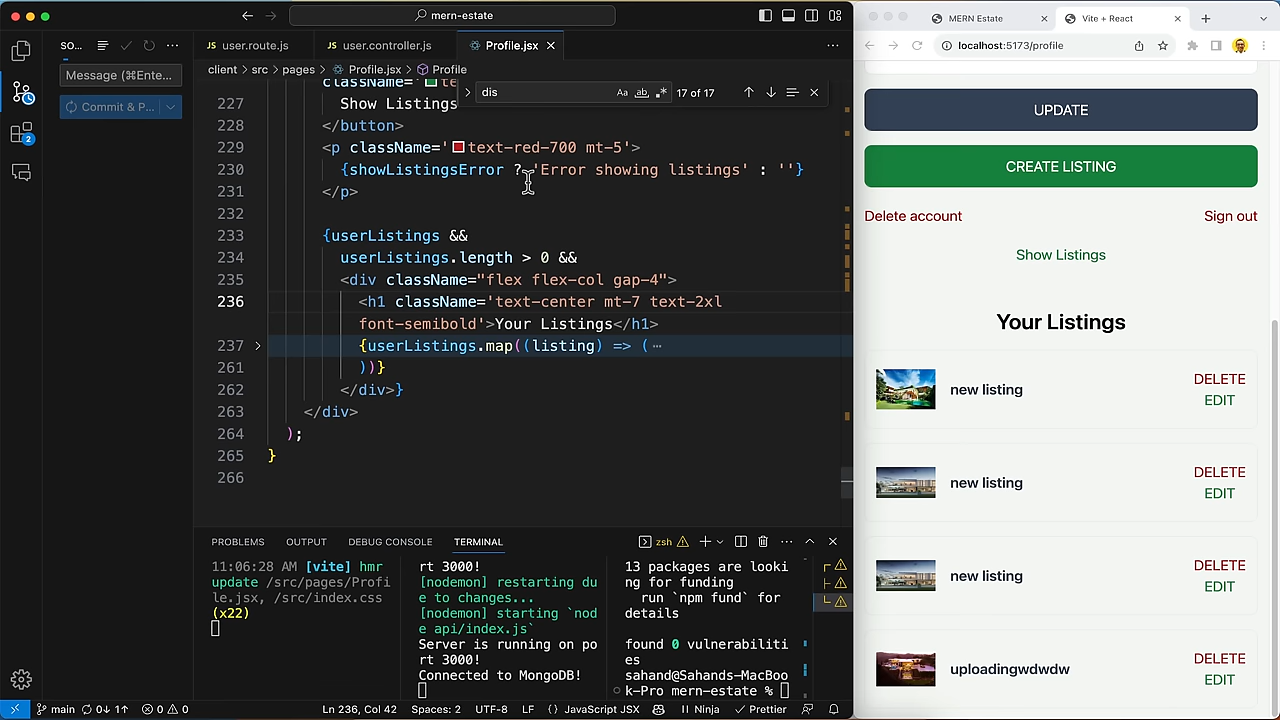 mern-estate
SO...
Message (⌘Ente...
Commit & P...
2
user.route.js
user.controller.js
Profile.jsx
client > src > pages > Profile.jsx > Profile
dis
Aa
ab
17 of 17
className='te
227 Show Listings
228 </button>
229 <p className='text-red-700 mt-5'>
230 {showListingsError ? 'Error showing listings' : ''}
231 </p>
232
233 {userListings &&
234 userListings.length > 0 &&
235 <div className="flex flex-col gap-4">
236 <h1 className='text-center mt-7 text-2xl
font-semibold'>Your Listings</h1>
237 {userListings.map((listing) => (⋯
261 ))}
262 </div>}
263 </div>
264 );
265 }
266
PROBLEMS OUTPUT DEBUG CONSOLE TERMINAL
zsh
11:06:28 AM [vite] hmr
update /src/pages/Profi
le.jsx, /src/index.css
(x22)
rt 3000!
[nodemon] restarting du
e to changes...
[nodemon] starting `nod
e api/index.js`
Server is running on po
rt 3000!
Connected to MongoDB!
13 packages are looki
ng for funding
run `npm fund` for
details
found 0 vulnerabiliti
es
sahand@Sahands-MacBoo
k-Pro mern-estate %
main 0↓ 1↑ 0 0
Ln 236, Col 42 Spaces: 2 UTF-8 LF {} JavaScript JSX Ninja Prettier
MERN Estate
Vite + React
localhost:5173/profile
UPDATE
CREATE LISTING
Delete account
Sign out
Show Listings
Your Listings
new listing
DELETE
EDIT
new listing
DELETE
EDIT
new listing
DELETE
EDIT
uploadingwdwdw
DELETE
EDIT